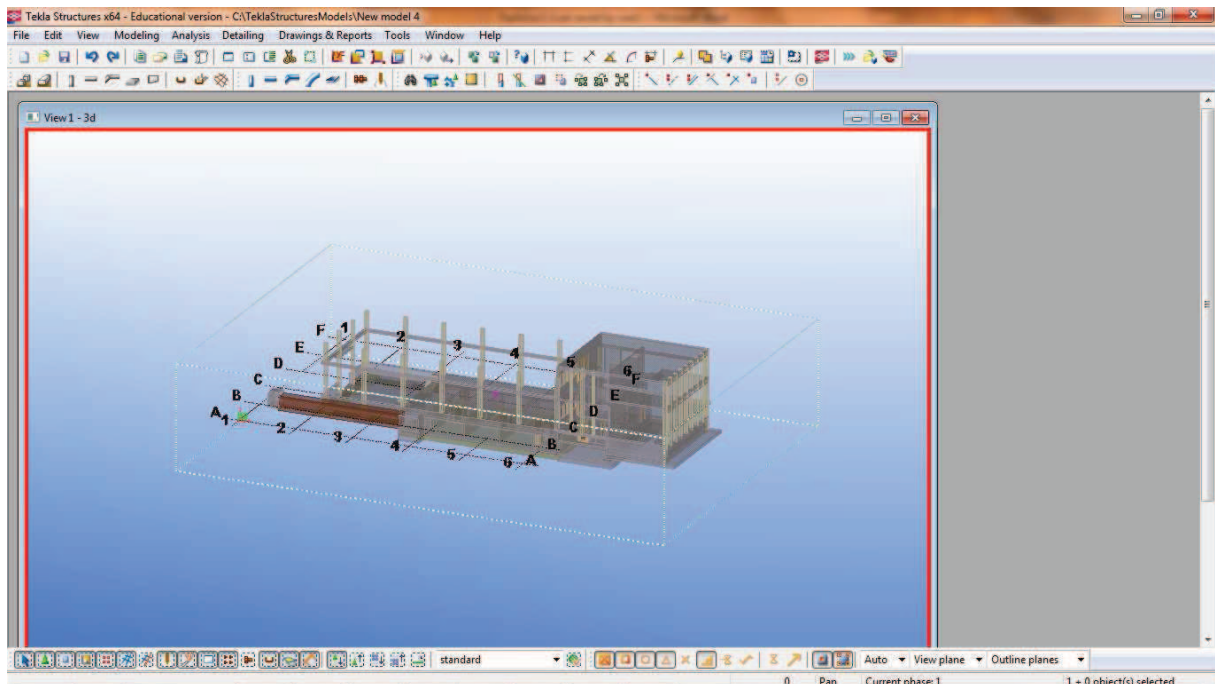 Tekla Structures x64 - Educational version - C:\TeklaStructuresModels\New model 4
File Edit View Modeling Analysis Detailing Drawings & Reports Tools Window Help
View 1 - 3d
F 1 2 3 4 5 6 F
E E
D D
C C
B B
A 1 2 3 4 5 6 A
standard Auto View plane Outline planes
0 Pan Current phase: 1 1 + 0 object(s) selected